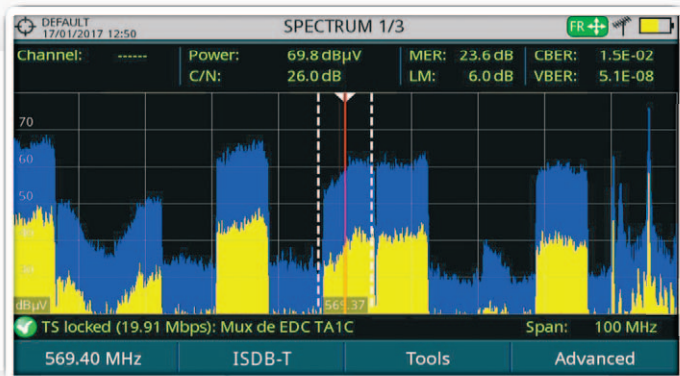 DEFAULT
17/01/2017 12:50
SPECTRUM 1/3
FR
Channel: ------
Power: 69.8 dBµV
MER: 23.6 dB
CBER: 1.5E-02
C/N: 26.0 dB
LM: 6.0 dB
VBER: 5.1E-08
70
60
50
dBµV
569.37
TS locked (19.91 Mbps): Mux de EDC TA1C
Span: 100 MHz
569.40 MHz
ISDB-T
Tools
Advanced